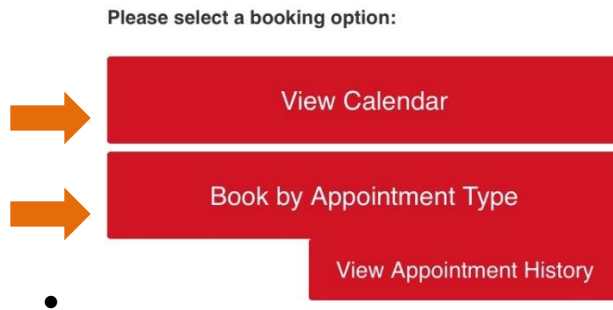 Please select a booking option:
View Calendar
Book by Appointment Type
View Appointment History